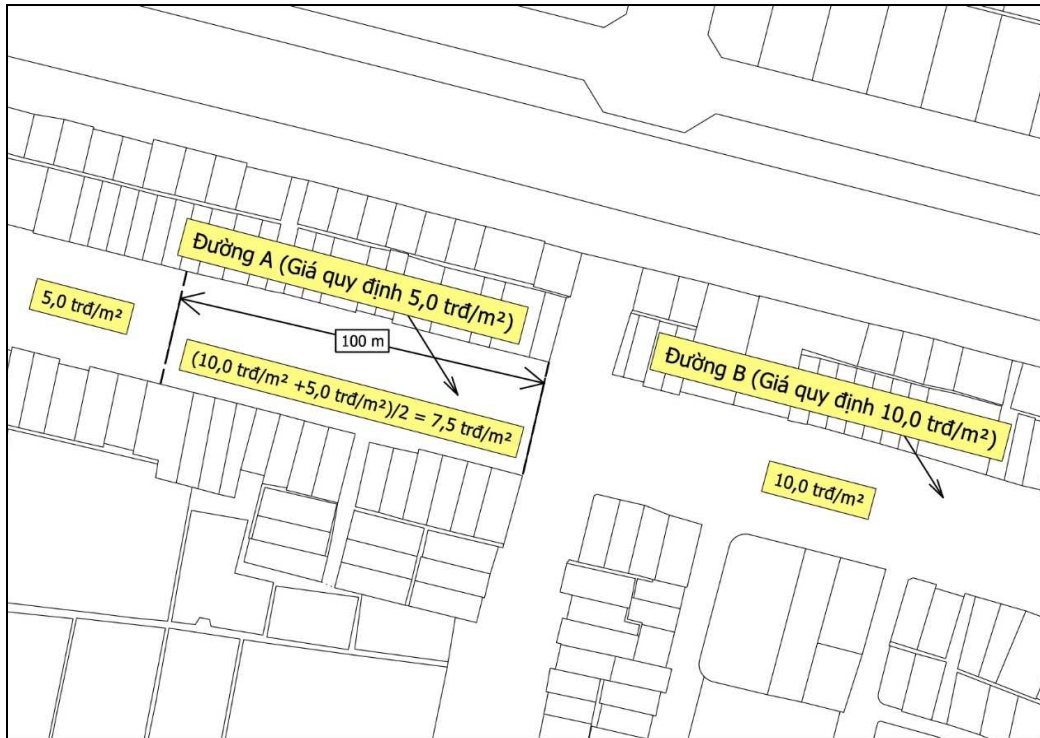 Đường A (Giá quy định 5,0 trđ/m²)
5,0 trđ/m²
100 m
(10,0 trđ/m² +5,0 trđ/m²)/2 = 7,5 trđ/m²
Đường B (Giá quy định 10,0 trđ/m²)
10,0 trđ/m²